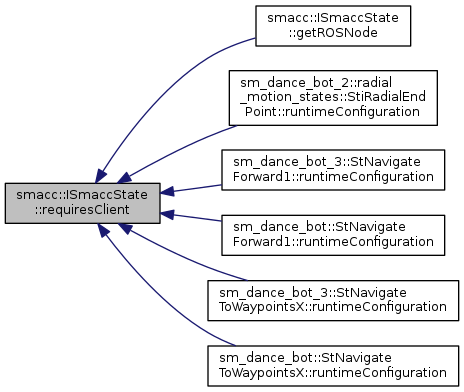 smacc::ISmaccState
::getROSNode
sm_dance_bot_2::radial
_motion_states::StiRadialEnd
Point::runtimeConfiguration
sm_dance_bot_3::StNavigate
Forward1::runtimeConfiguration
smacc::ISmaccState
::requiresClient
sm_dance_bot::StNavigate
Forward1::runtimeConfiguration
sm_dance_bot_3::StNavigate
ToWaypointsX::runtimeConfiguration
sm_dance_bot::StNavigate
ToWaypointsX::runtimeConfiguration